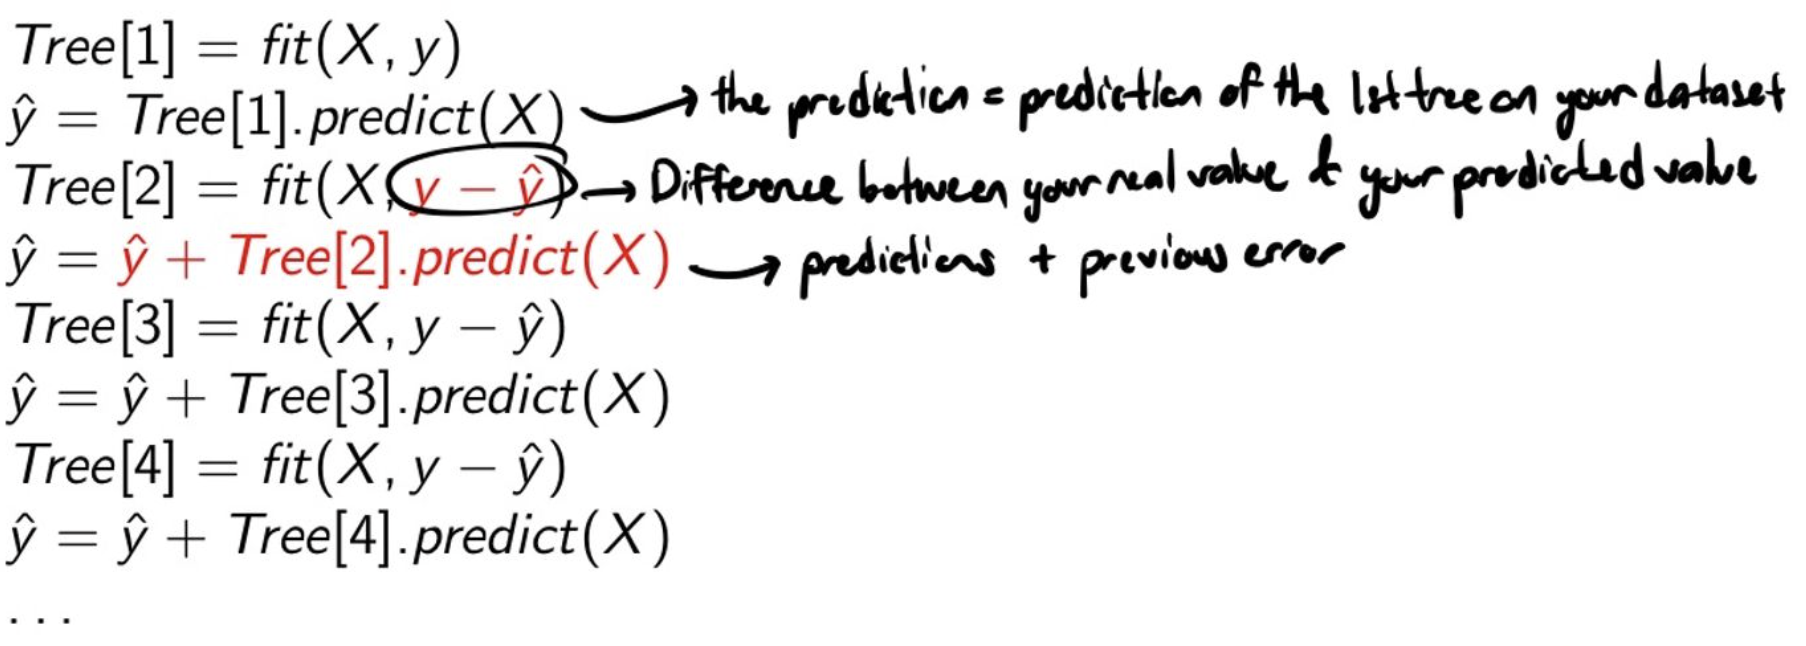 Tree[1] = fit(X, y)
ŷ = Tree[1].predict(X) → the prediction = prediction of the 1st tree on your dataset
Tree[2] = fit(X, y − ŷ) → Difference between your real value & your predicted value
ŷ = ŷ + Tree[2].predict(X) → predictions + previous error
Tree[3] = fit(X, y − ŷ)
ŷ = ŷ + Tree[3].predict(X)
Tree[4] = fit(X, y − ŷ)
ŷ = ŷ + Tree[4].predict(X)
...